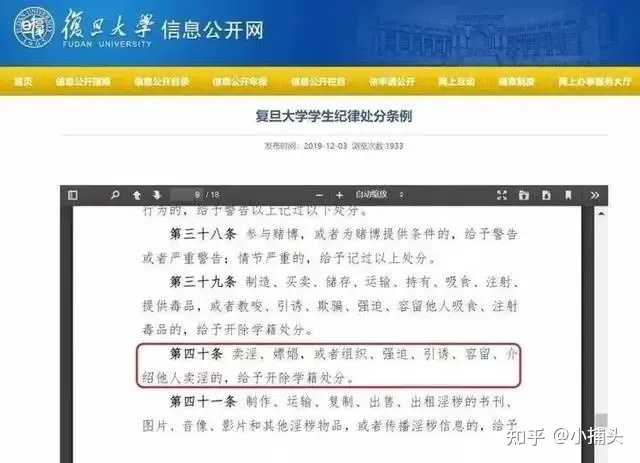 復旦大學 信息公开网
FUDAN UNIVERSITY
首页 信息公开指南 信息公开目录 信息公开年报 信息公开栏目 依申请公开 网上互动 规章制度 网上办事服务大厅
复旦大学学生纪律处分条例
发布时间：2019-12-03 浏览次数:1933
9 / 18 自动缩放
行为的，给予警告以上记过以下处分。
第三十八条 参与赌博，或者为赌博提供条件的，给予警告
或者严重警告；情节严重的，给予记过以上处分。
第三十九条 制造、买卖、储存、运输、持有、吸食、注射、
提供毒品，或者教唆、引诱、欺骗、强迫、容留他人吸食、注射
毒品的，给予开除学籍处分。
第四十条 卖淫、嫖娼，或者组织、强迫、引诱、容留、介
绍他人卖淫的，给予开除学籍处分。
第四十一条 制作、运输、复制、出售、出租淫秽的书刊、
图片、音像、影片和其他淫秽物品，或者传播淫秽信息的，给予
知乎 @小捕头